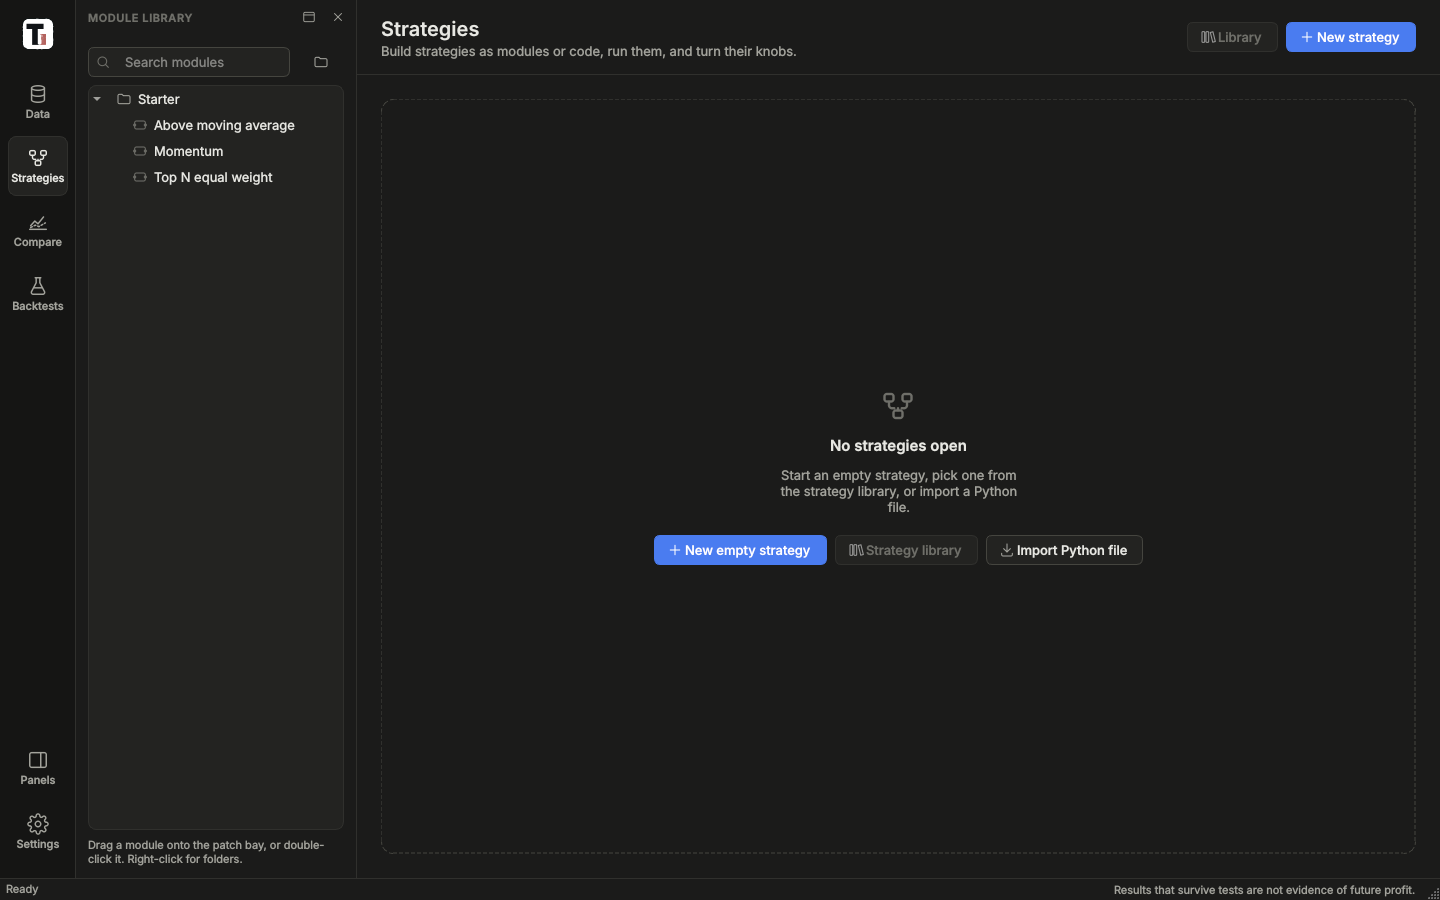 MODULE LIBRARY
Search modules
Starter
Above moving average
Momentum
Top N equal weight
Drag a module onto the patch bay, or double-
click it. Right-click for folders.
Data
Strategies
Compare
Backtests
Panels
Settings
Strategies
Build strategies as modules or code, run them, and turn their knobs.
Library
New strategy
No strategies open
Start an empty strategy, pick one from
the strategy library, or import a Python
file.
New empty strategy
Strategy library
Import Python file
Ready
Results that survive tests are not evidence of future profit.